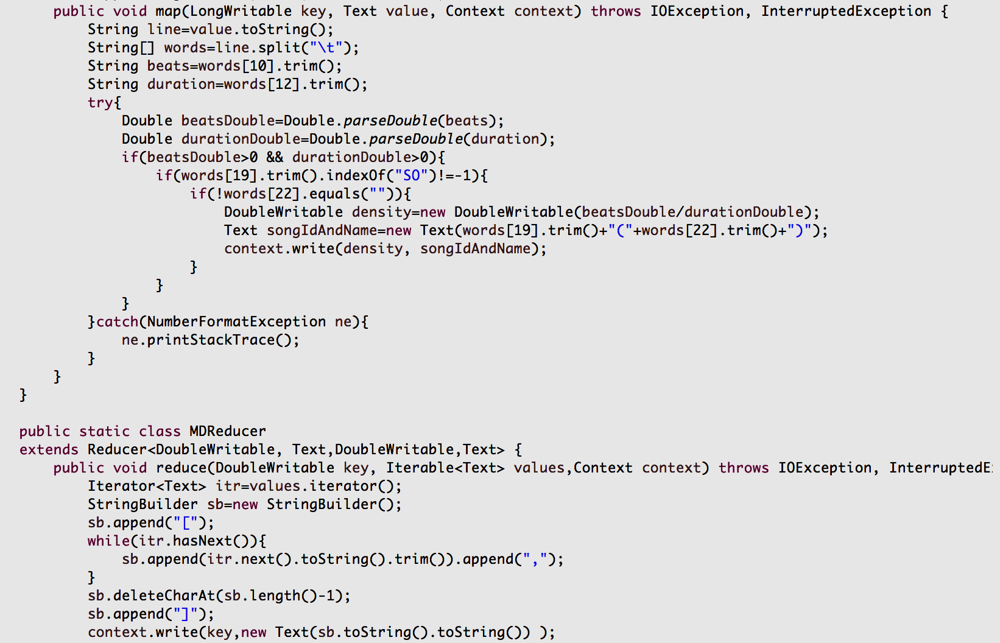 public void map(LongWritable key, Text value, Context context) throws IOException, InterruptedException {
String line=value.toString();
String[] words=line.split("\t");
String beats=words[10].trim();
String duration=words[12].trim();
try{
Double beatsDouble=Double.parseDouble(beats);
Double durationDouble=Double.parseDouble(duration);
if(beatsDouble>0 && durationDouble>0){
if(words[19].trim().indexOf("SO")!=-1){
if(!words[22].equals("")){
DoubleWritable density=new DoubleWritable(beatsDouble/durationDouble);
Text songIdAndName=new Text(words[19].trim()+"("+words[22].trim()+")");
context.write(density, songIdAndName);
}
}
}
}catch(NumberFormatException ne){
ne.printStackTrace();
}
}
}
public static class MDReducer
extends Reducer<DoubleWritable, Text,DoubleWritable,Text> {
public void reduce(DoubleWritable key, Iterable<Text> values,Context context) throws IOException, InterruptedE
Iterator<Text> itr=values.iterator();
StringBuilder sb=new StringBuilder();
sb.append("[");
while(itr.hasNext()){
sb.append(itr.next().toString().trim()).append(",");
}
sb.deleteCharAt(sb.length()-1);
sb.append("]");
context.write(key,new Text(sb.toString().toString()) );